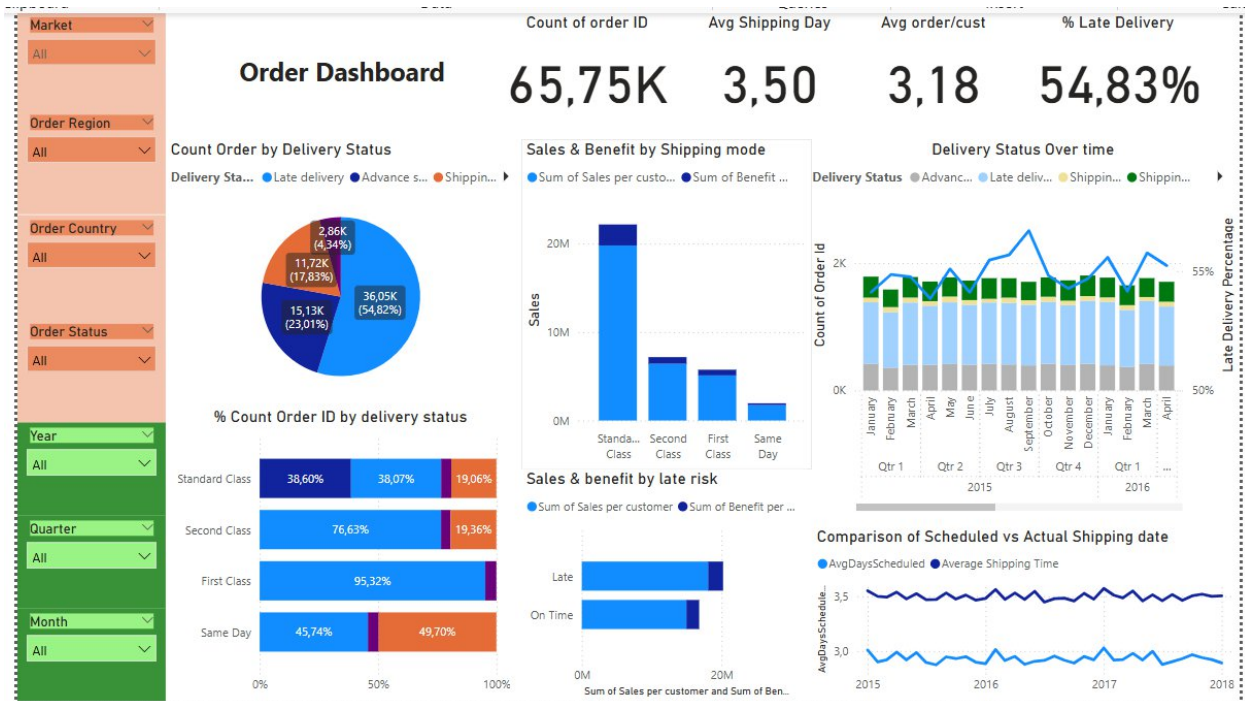 Market
All
Order Region
All
Order Country
All
Order Status
All
Year
All
Quarter
All
Month
All
Order Dashboard
Count of order ID
65,75K
Avg Shipping Day
3,50
Avg order/cust
3,18
% Late Delivery
54,83%
Count Order by Delivery Status
Delivery Sta... Late delivery Advance s... Shippin...
2,86K
(4,34%)
11,72K
(17,83%)
15,13K
(23,01%)
36,05K
(54,82%)
% Count Order ID by delivery status
Standard Class 38,60% 38,07% 19,06%
Second Class 76,63% 19,36%
First Class 95,32%
Same Day 45,74% 49,70%
0% 50% 100%
Sales & Benefit by Shipping mode
Sum of Sales per custo... Sum of Benefit ...
Sales
20M
10M
0M
Standa... Second First Same
Class Class Class Day
Sales & benefit by late risk
Sum of Sales per customer Sum of Benefit per ...
Late
On Time
0M 20M
Sum of Sales per customer and Sum of Ben...
Delivery Status Over time
Delivery Status Advanc... Late deliv... Shippin... Shippin...
Count of Order Id
2K
0K
Late Delivery Percentage
55%
50%
January February March April May June July August September October November December January February March April
Qtr 1 Qtr 2 Qtr 3 Qtr 4 Qtr 1 ...
2015 2016
Comparison of Scheduled vs Actual Shipping date
AvgDaysScheduled Average Shipping Time
AvgDaysSchedule...
3,5
3,0
2015 2016 2017 2018